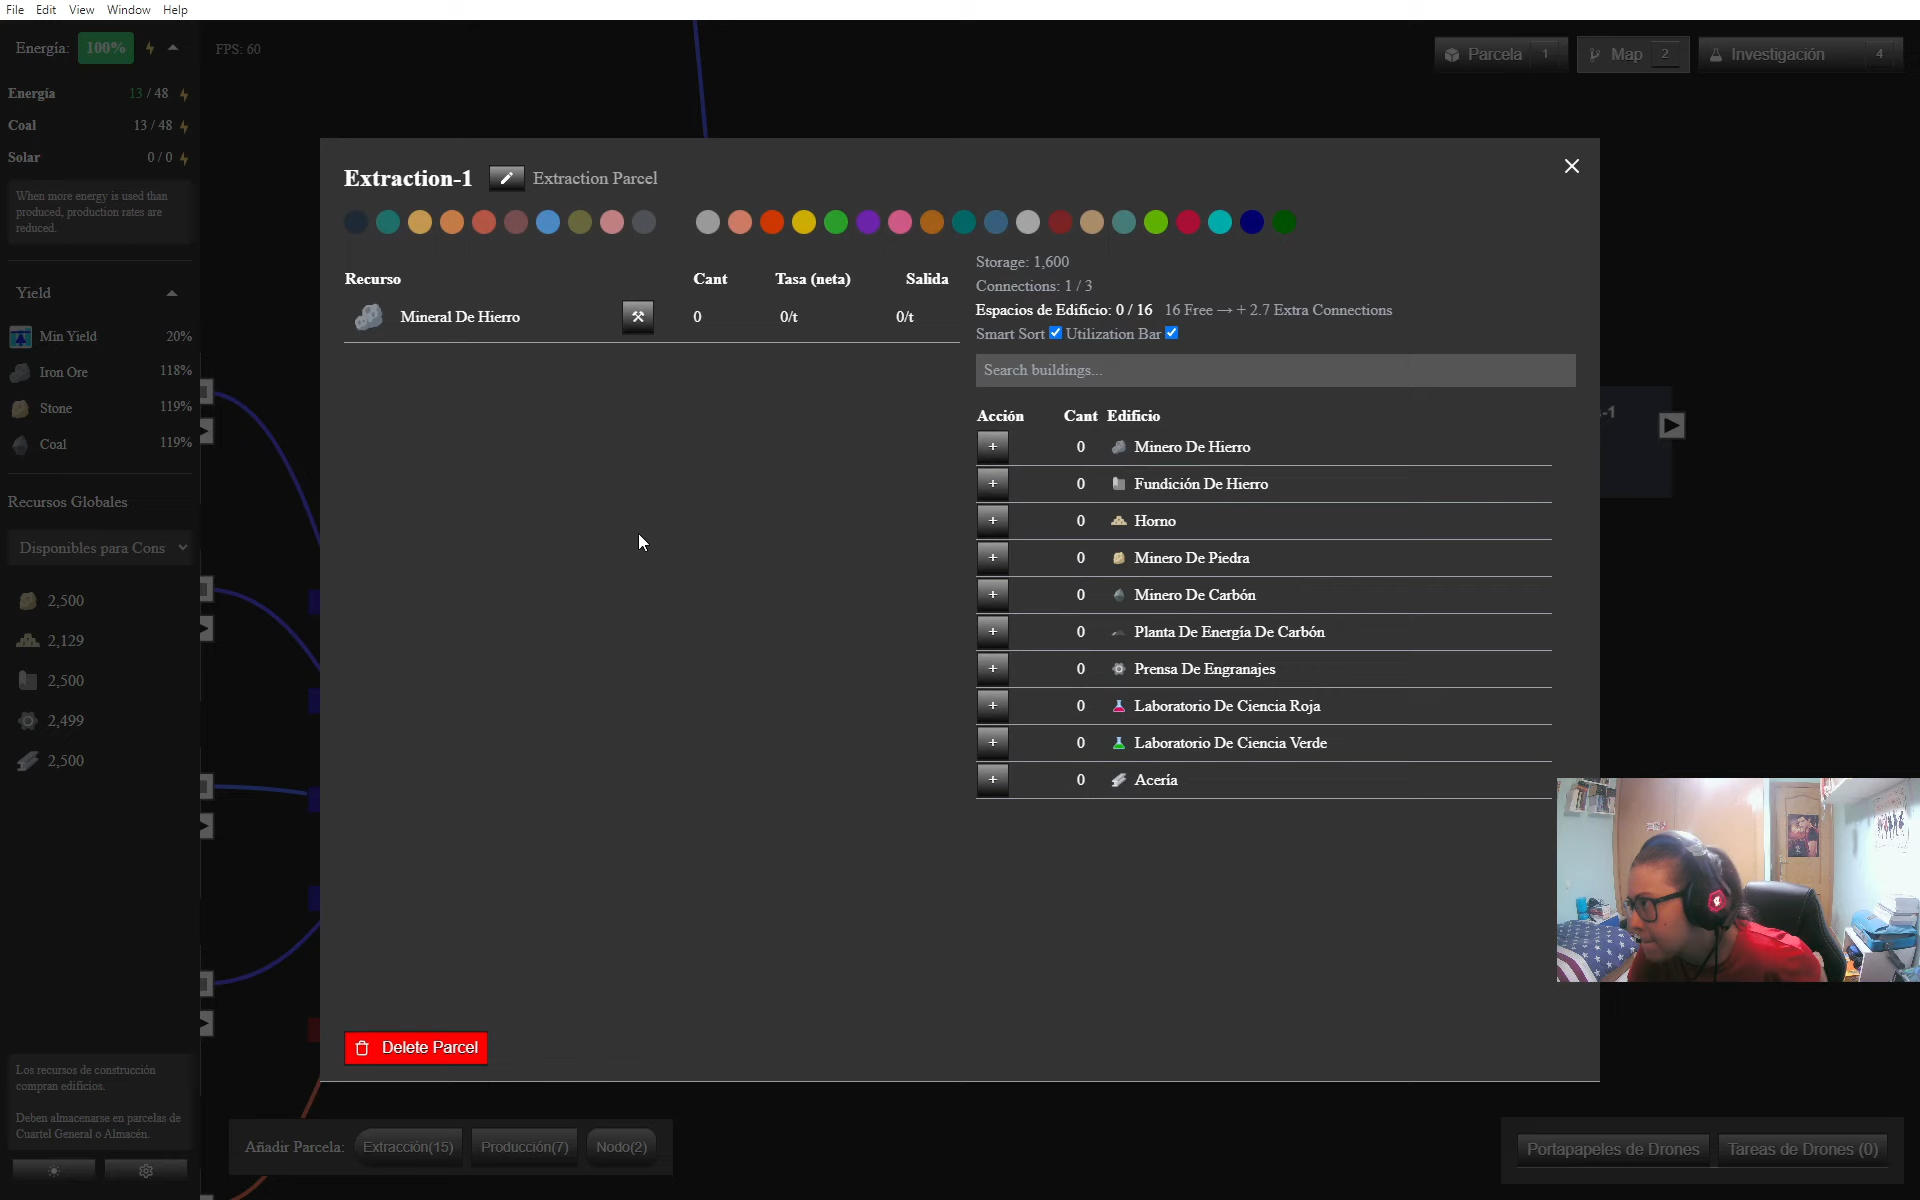 File Edit View Window Help
Energía: 100%
FPS: 60
Parcela 1
Map 2
Investigación 4
Energía 13 / 48
Coal 13 / 48
Solar 0 / 0
When more energy is used than
produced, production rates are
reduced.
Yield
Min Yield 20%
Iron Ore 118%
Stone 119%
Coal 119%
Recursos Globales
Disponibles para Cons
2,500
2,129
2,500
2,499
2,500
Los recursos de construcción
compran edificios.
Deben almacenarse en parcelas de
Cuartel General o Almacén.
Extraction-1 Extraction Parcel
Recurso Cant Tasa (neta) Salida
Mineral De Hierro 0 0/t 0/t
Delete Parcel
Storage: 1,600
Connections: 1 / 3
Espacios de Edificio: 0 / 16 16 Free → + 2.7 Extra Connections
Smart Sort Utilization Bar
Search buildings...
Acción Cant Edificio
+ 0 Minero De Hierro
+ 0 Fundición De Hierro
+ 0 Horno
+ 0 Minero De Piedra
+ 0 Minero De Carbón
+ 0 Planta De Energía De Carbón
+ 0 Prensa De Engranajes
+ 0 Laboratorio De Ciencia Roja
+ 0 Laboratorio De Ciencia Verde
+ 0 Acería
-1
Añadir Parcela: Extracción(15) Producción(7) Nodo(2)
Portapapeles de Drones Tareas de Drones (0)